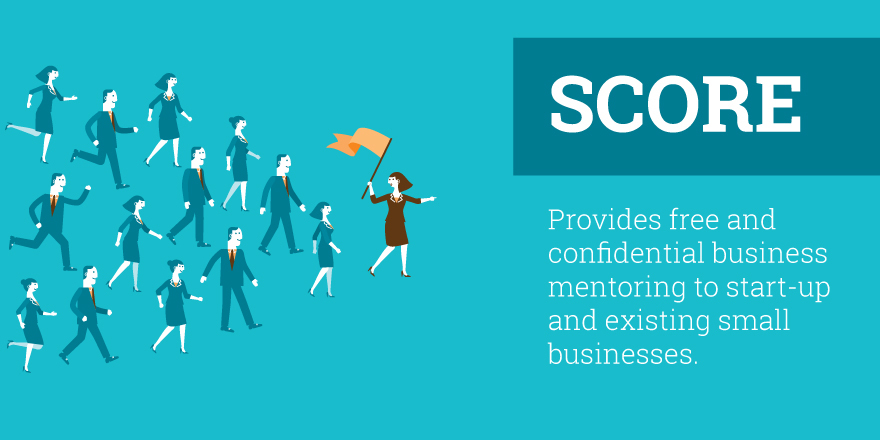 SCORE
Provides free and
confidential business
mentoring to start-up
and existing small
businesses.